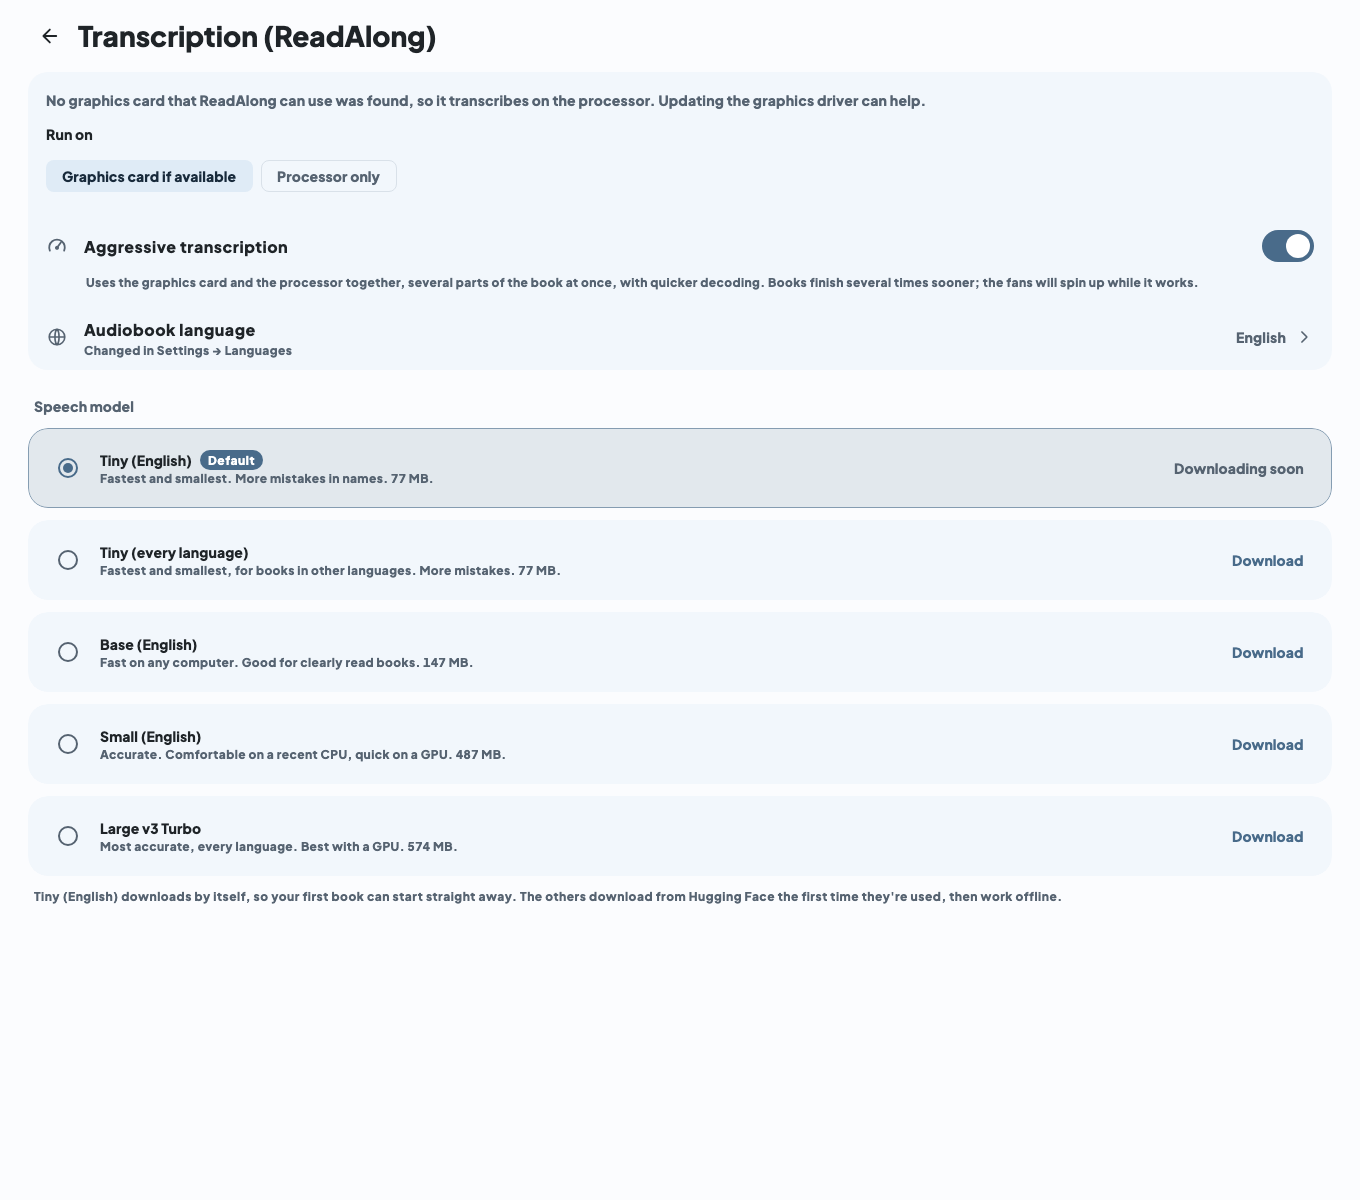 Transcription (ReadAlong)
No graphics card that ReadAlong can use was found, so it transcribes on the processor. Updating the graphics driver can help.
Run on
Graphics card if available
Processor only
Aggressive transcription
Uses the graphics card and the processor together, several parts of the book at once, with quicker decoding. Books finish several times sooner; the fans will spin up while it works.
Audiobook language
Changed in Settings → Languages
English
Speech model
Tiny (English) Default
Fastest and smallest. More mistakes in names. 77 MB.
Downloading soon
Tiny (every language)
Fastest and smallest, for books in other languages. More mistakes. 77 MB.
Download
Base (English)
Fast on any computer. Good for clearly read books. 147 MB.
Download
Small (English)
Accurate. Comfortable on a recent CPU, quick on a GPU. 487 MB.
Download
Large v3 Turbo
Most accurate, every language. Best with a GPU. 574 MB.
Download
Tiny (English) downloads by itself, so your first book can start straight away. The others download from Hugging Face the first time they're used, then work offline.